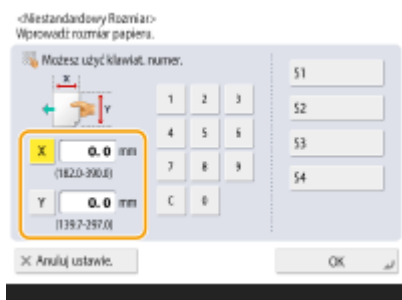 <Niestandardowy Rozmiar>
Wprowadź rozmiar papieru.
Możesz użyć klawiat. numer.
X
Y
X 0.0 mm
(182.0-390.0)
Y 0.0 mm
(139.7-297.0)
1 2 3
4 5 6
7 8 9
C 0
S1
S2
S3
S4
× Anuluj ustawie.
OK